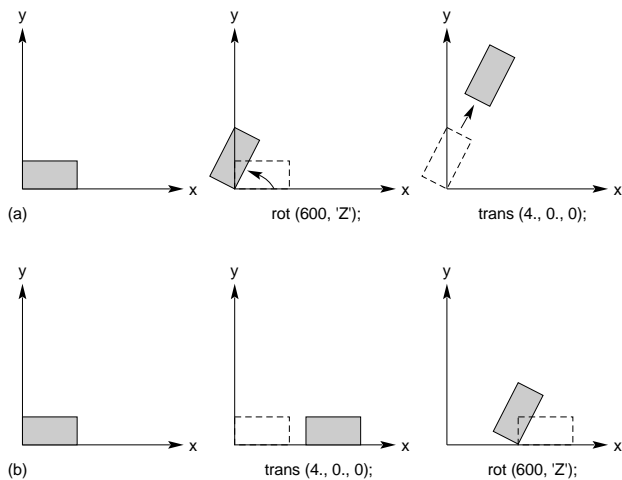 y y y
x x x
(a) rot (600, 'Z'); trans (4., 0., 0);
y y y
x x x
(b) trans (4., 0., 0); rot (600, 'Z');